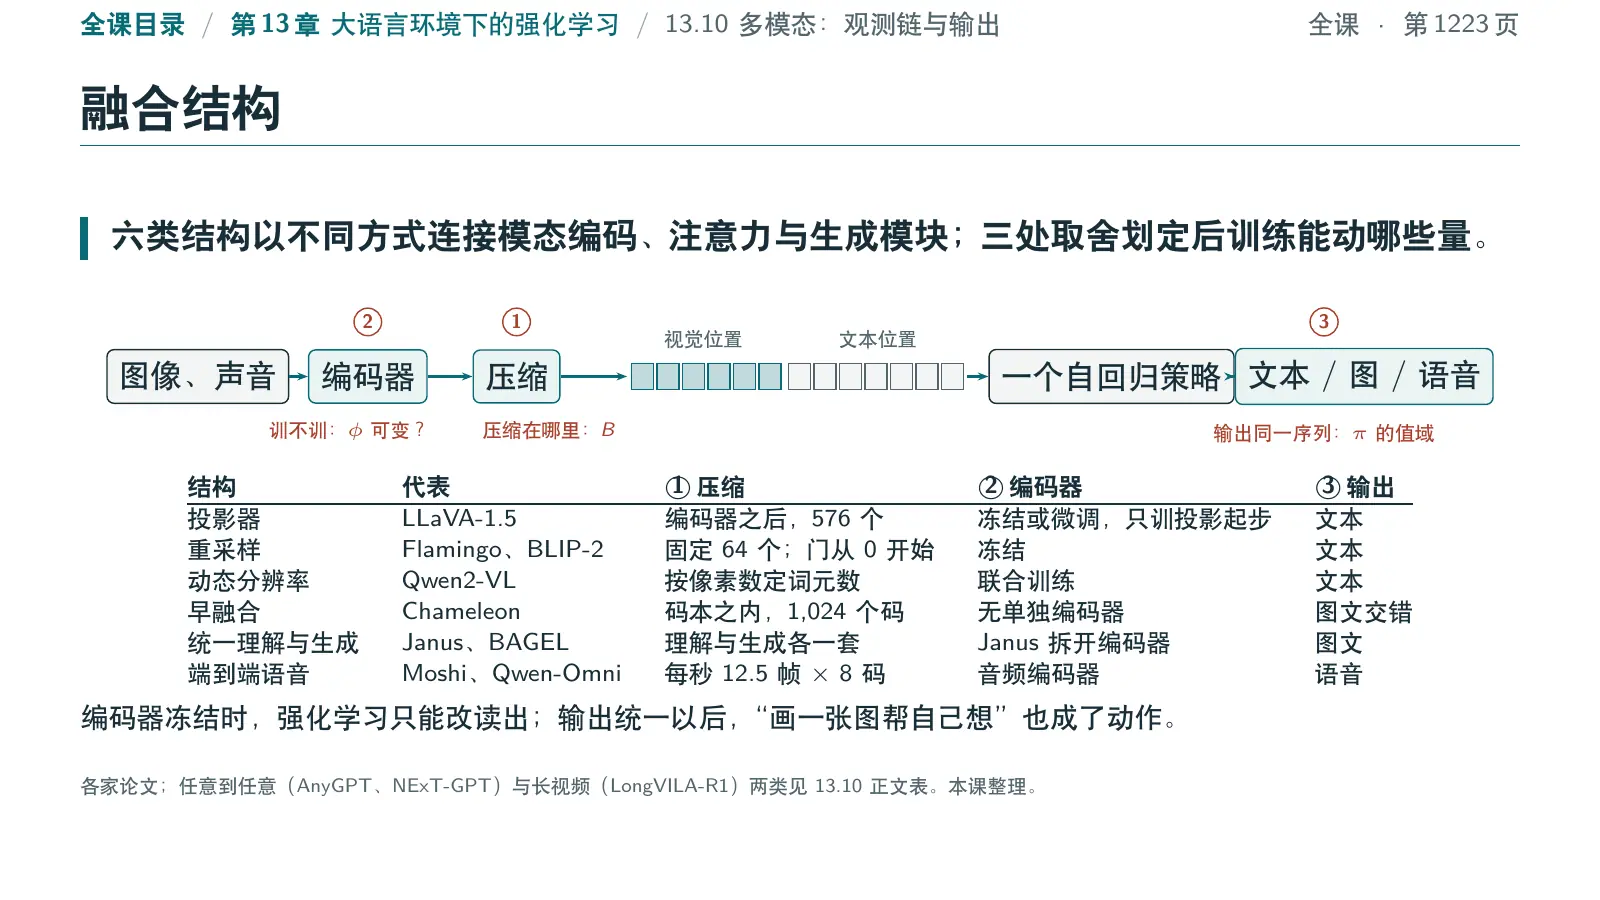 全课目录 / 第 13 章 大语言环境下的强化学习 / 13.10 多模态：观测链与输出 全课 · 第 1223 页
融合结构
六类结构以不同方式连接模态编码、注意力与生成模块；三处取舍划定后训练能动哪些量。
② ① 视觉位置 文本位置 ③
图像、声音 编码器 压缩 一个自回归策略 文本 / 图 / 语音
训不训：ϕ 可变？ 压缩在哪里：B 输出同一序列：π 的值域
结构 代表 ① 压缩 ② 编码器 ③ 输出
投影器 LLaVA-1.5 编码器之后，576 个 冻结或微调，只训投影起步 文本
重采样 Flamingo、BLIP-2 固定 64 个；门从 0 开始 冻结 文本
动态分辨率 Qwen2-VL 按像素数定词元数 联合训练 文本
早融合 Chameleon 码本之内，1,024 个码 无单独编码器 图文交错
统一理解与生成 Janus、BAGEL 理解与生成各一套 Janus 拆开编码器 图文
端到端语音 Moshi、Qwen-Omni 每秒 12.5 帧 × 8 码 音频编码器 语音
编码器冻结时，强化学习只能改读出；输出统一以后，“画一张图帮自己想” 也成了动作。
各家论文；任意到任意（AnyGPT、NExT-GPT）与长视频（LongVILA-R1）两类见 13.10 正文表。本课整理。